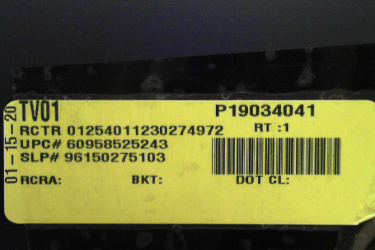 TV01 P19034041
RCTR 01254011230274972 RT :1
UPC# 60958525243
SLP# 96150275103
RCRA: BKT: DOT CL:
01-15-20